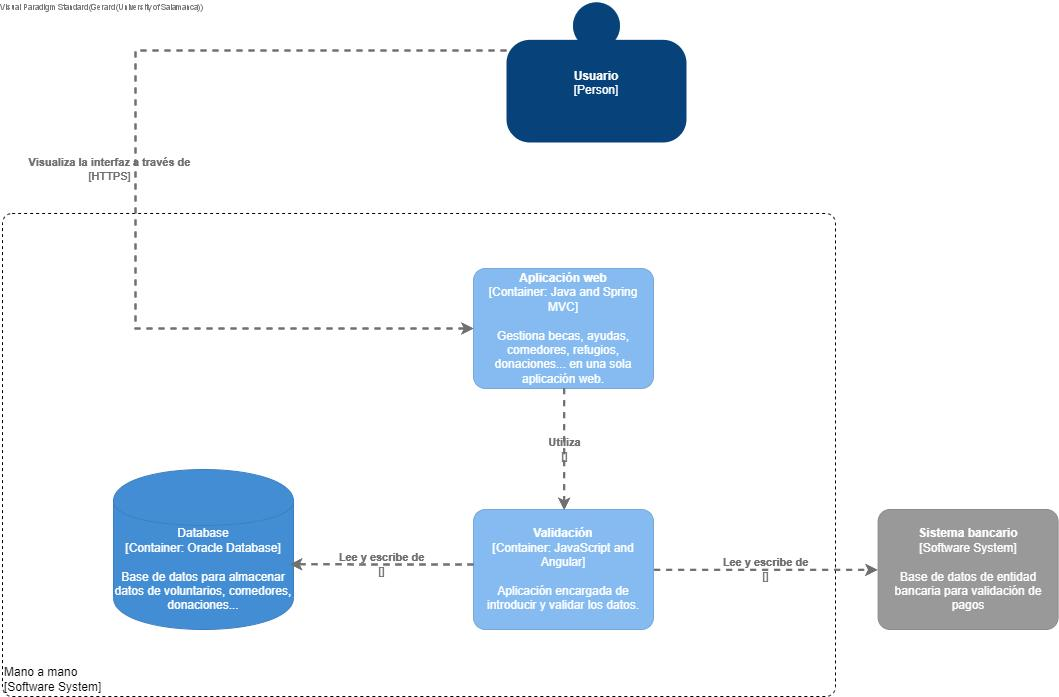 Visual Paradigm Standard(Gerard(University of Salamanca))
Usuario
[Person]
Visualiza la interfaz a través de
[HTTPS]
Aplicación web
[Container: Java and Spring
MVC]
Gestiona becas, ayudas,
comedores, refugios,
donaciones... en una sola
aplicación web.
Utiliza
[]
Database
[Container: Oracle Database]
Base de datos para almacenar
datos de voluntarios, comedores,
donaciones...
Lee y escribe de
[]
Validación
[Container: JavaScript and
Angular]
Aplicación encargada de
introducir y validar los datos.
Lee y escribe de
[]
Sistema bancario
[Software System]
Base de datos de entidad
bancaria para validación de
pagos
Mano a mano
[Software System]